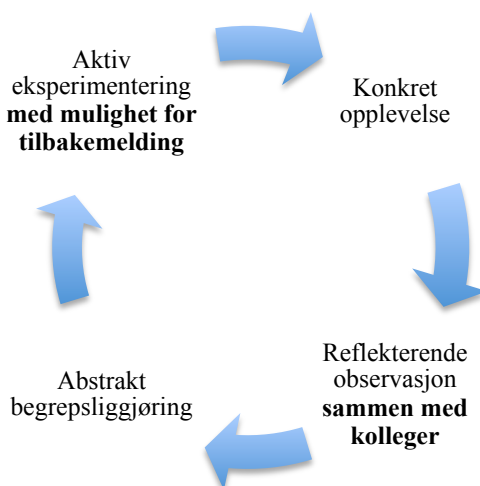 Aktiv
eksperimentering
med mulighet for
tilbakemelding
Konkret
opplevelse
Reflekterende
observasjon
sammen med
kolleger
Abstrakt
begrepsliggjøring